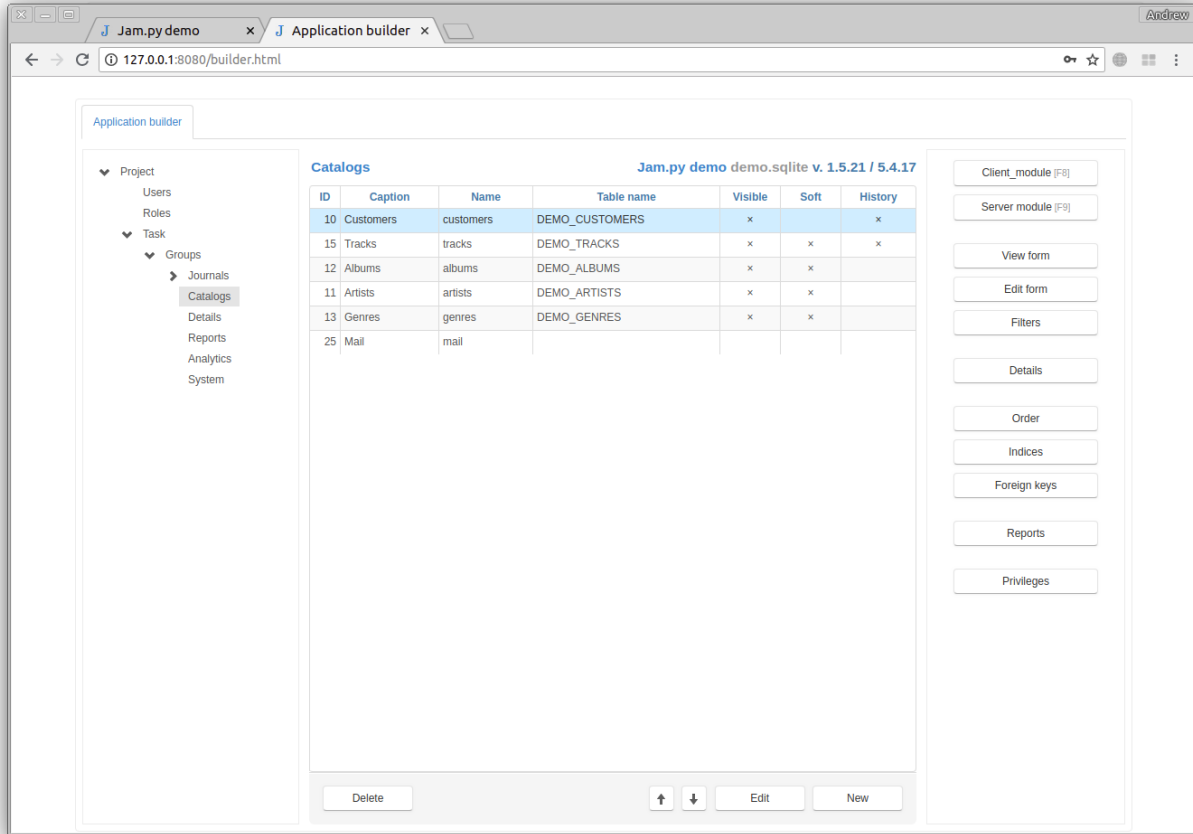 Andrew
J Jam.py demo × J Application builder ×
127.0.0.1:8080/builder.html
Application builder
Project
Users
Roles
Task
Groups
Journals
Catalogs
Details
Reports
Analytics
System
Catalogs Jam.py demo demo.sqlite v. 1.5.21 / 5.4.17
ID Caption Name Table name Visible Soft History
10 Customers customers DEMO_CUSTOMERS × ×
15 Tracks tracks DEMO_TRACKS × × ×
12 Albums albums DEMO_ALBUMS × ×
11 Artists artists DEMO_ARTISTS × ×
13 Genres genres DEMO_GENRES × ×
25 Mail mail
Delete Edit New
Client_module [F8]
Server module [F9]
View form
Edit form
Filters
Details
Order
Indices
Foreign keys
Reports
Privileges